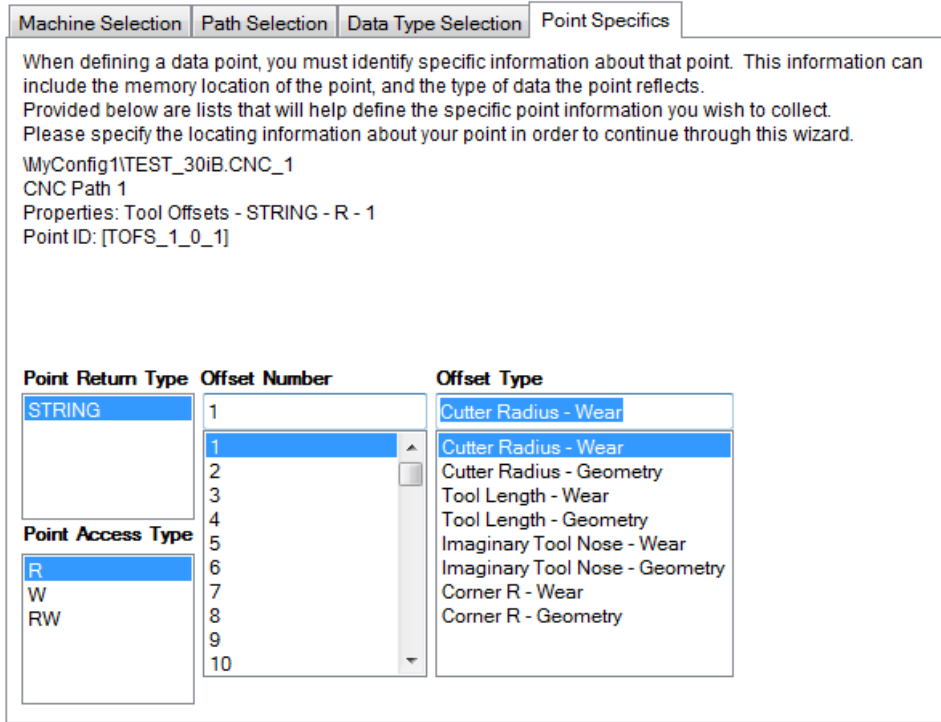 Machine Selection Path Selection Data Type Selection Point Specifics
When defining a data point, you must identify specific information about that point. This information can
include the memory location of the point, and the type of data the point reflects.
Provided below are lists that will help define the specific point information you wish to collect.
Please specify the locating information about your point in order to continue through this wizard.
\MyConfig1\TEST_30iB.CNC_1
CNC Path 1
Properties: Tool Offsets - STRING - R - 1
Point ID: [TOFS_1_0_1]
Point Return Type
STRING
Point Access Type
R
W
RW
Offset Number
1
1
2
3
4
5
6
7
8
9
10
Offset Type
Cutter Radius - Wear
Cutter Radius - Wear
Cutter Radius - Geometry
Tool Length - Wear
Tool Length - Geometry
Imaginary Tool Nose - Wear
Imaginary Tool Nose - Geometry
Corner R - Wear
Corner R - Geometry